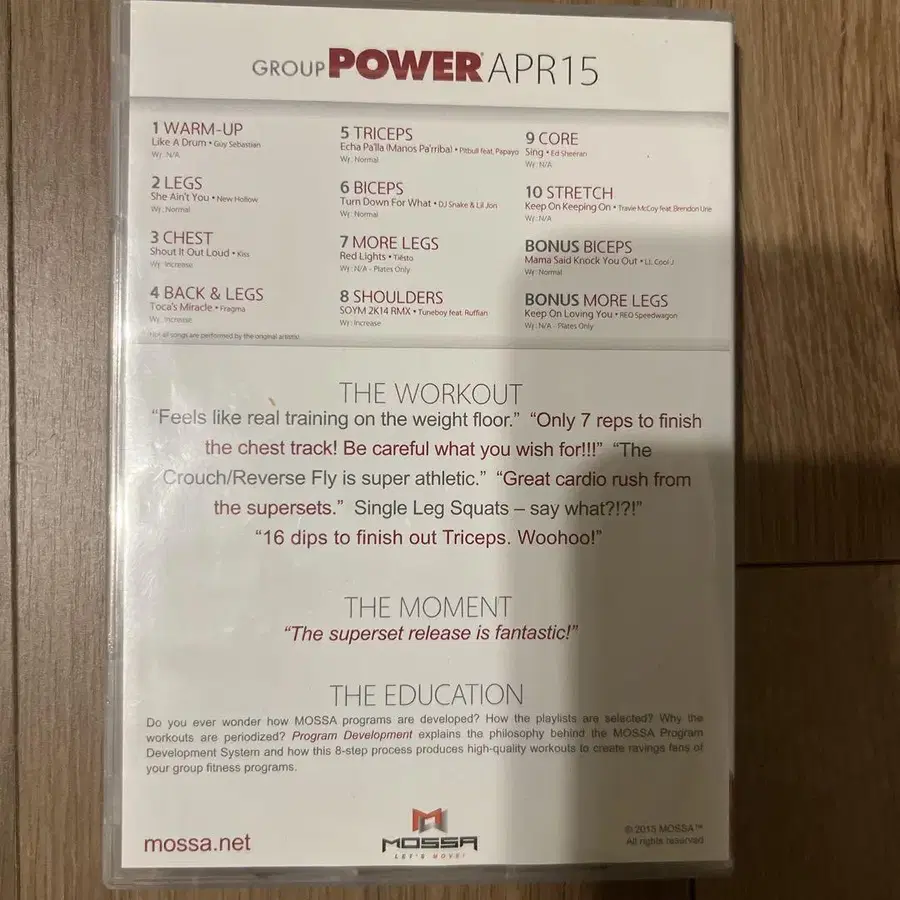 GROUP POWER® APR15
1 WARM-UP
Like A Drum • Guy Sebastian
Wt: N/A
2 LEGS
She Ain't You • New Hollow
Wt: Normal
3 CHEST
Shout It Out Loud • Kiss
Wt: Increase
4 BACK & LEGS
Toca's Miracle • Fragma
Wt: Increase
(Not all songs are performed by the original artists)
5 TRICEPS
Echa Pa'lla (Manos Pa'rriba) • Pitbull feat. Papayo
Wt: Normal
6 BICEPS
Turn Down For What • DJ Snake & Lil Jon
Wt: Normal
7 MORE LEGS
Red Lights • Tiësto
Wt: N/A - Plates Only
8 SHOULDERS
SOYM 2K14 RMX • Tuneboy feat. Ruffian
Wt: Increase
9 CORE
Sing • Ed Sheeran
Wt: N/A
10 STRETCH
Keep On Keeping On • Travie McCoy feat. Brendon Urie
Wt: N/A
BONUS BICEPS
Mama Said Knock You Out • LL Cool J
Wt: Normal
BONUS MORE LEGS
Keep On Loving You • REO Speedwagon
Wt: N/A - Plates Only
THE WORKOUT
“Feels like real training on the weight floor.” “Only 7 reps to finish
the chest track! Be careful what you wish for!!!” “The
Crouch/Reverse Fly is super athletic.” “Great cardio rush from
the supersets.” Single Leg Squats – say what?!?!”
“16 dips to finish out Triceps. Woohoo!”
THE MOMENT
“The superset release is fantastic!”
THE EDUCATION
Do you ever wonder how MOSSA programs are developed? How the playlists are selected? Why the
workouts are periodized? Program Development explains the philosophy behind the MOSSA Program
Development System and how this 8-step process produces high-quality workouts to create ravings fans of
your group fitness programs.
mossa.net
MOSSA
LET'S MOVE!
© 2015 MOSSA™
All rights reserved